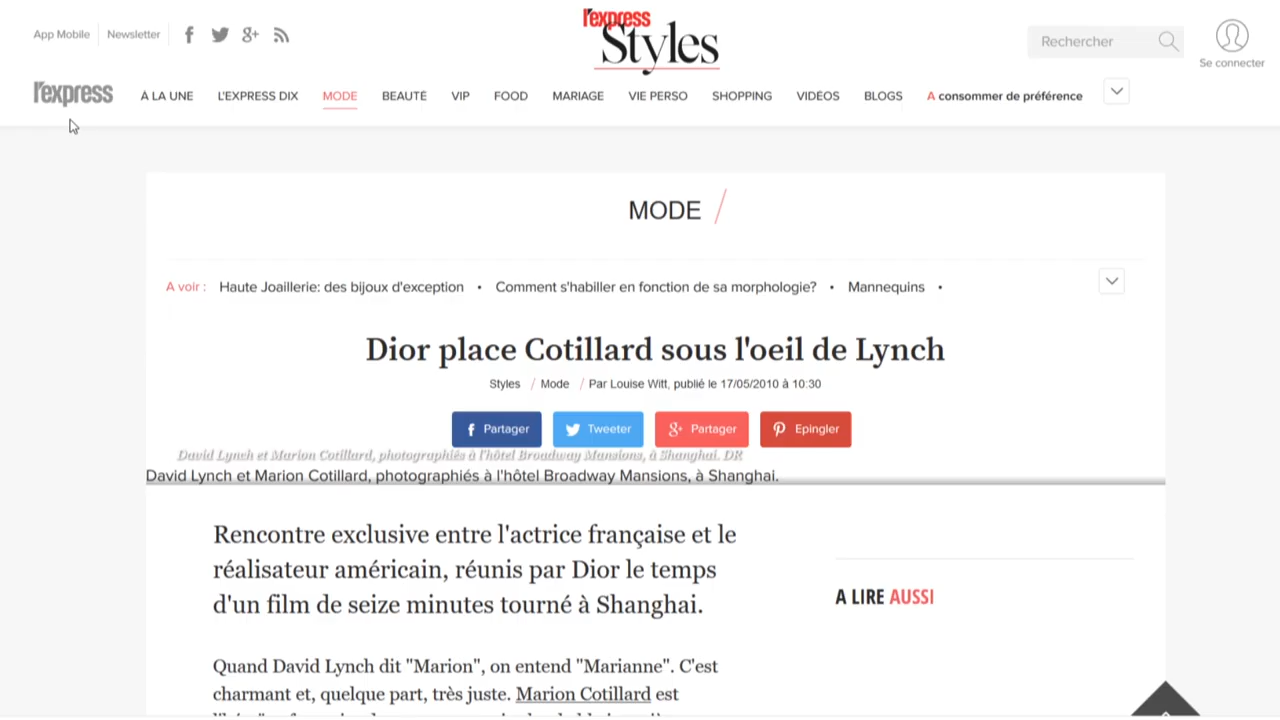 App Mobile Newsletter
l'express
Styles
Rechercher
Se connecter
l'express
À LA UNE L'EXPRESS DIX MODE BEAUTÉ VIP FOOD MARIAGE VIE PERSO SHOPPING VIDÉOS BLOGS A consommer de préférence
MODE /
A voir : Haute Joaillerie: des bijoux d'exception • Comment s'habiller en fonction de sa morphologie? • Mannequins •
Dior place Cotillard sous l'oeil de Lynch
Styles / Mode / Par Louise Witt, publié le 17/05/2010 à 10:30
Partager Tweeter Partager Epingler
David Lynch et Marion Cotillard, photographiés à l'hôtel Broadway Mansions, à Shanghai. DR
David Lynch et Marion Cotillard, photographiés à l'hôtel Broadway Mansions, à Shanghai.
Rencontre exclusive entre l'actrice française et le
réalisateur américain, réunis par Dior le temps
d'un film de seize minutes tourné à Shanghai.
A LIRE AUSSI
Quand David Lynch dit "Marion", on entend "Marianne". C'est
charmant et, quelque part, très juste. Marion Cotillard est